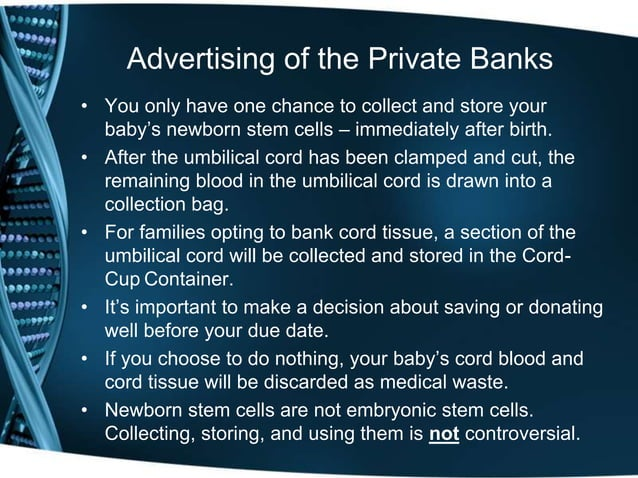 Advertising of the Private Banks
• You only have one chance to collect and store your
baby's newborn stem cells – immediately after birth.
• After the umbilical cord has been clamped and cut, the
remaining blood in the umbilical cord is drawn into a
collection bag.
• For families opting to bank cord tissue, a section of the
umbilical cord will be collected and stored in the Cord-
Cup Container.
• It's important to make a decision about saving or donating
well before your due date.
• If you choose to do nothing, your baby's cord blood and
cord tissue will be discarded as medical waste.
• Newborn stem cells are not embryonic stem cells.
Collecting, storing, and using them is not controversial.